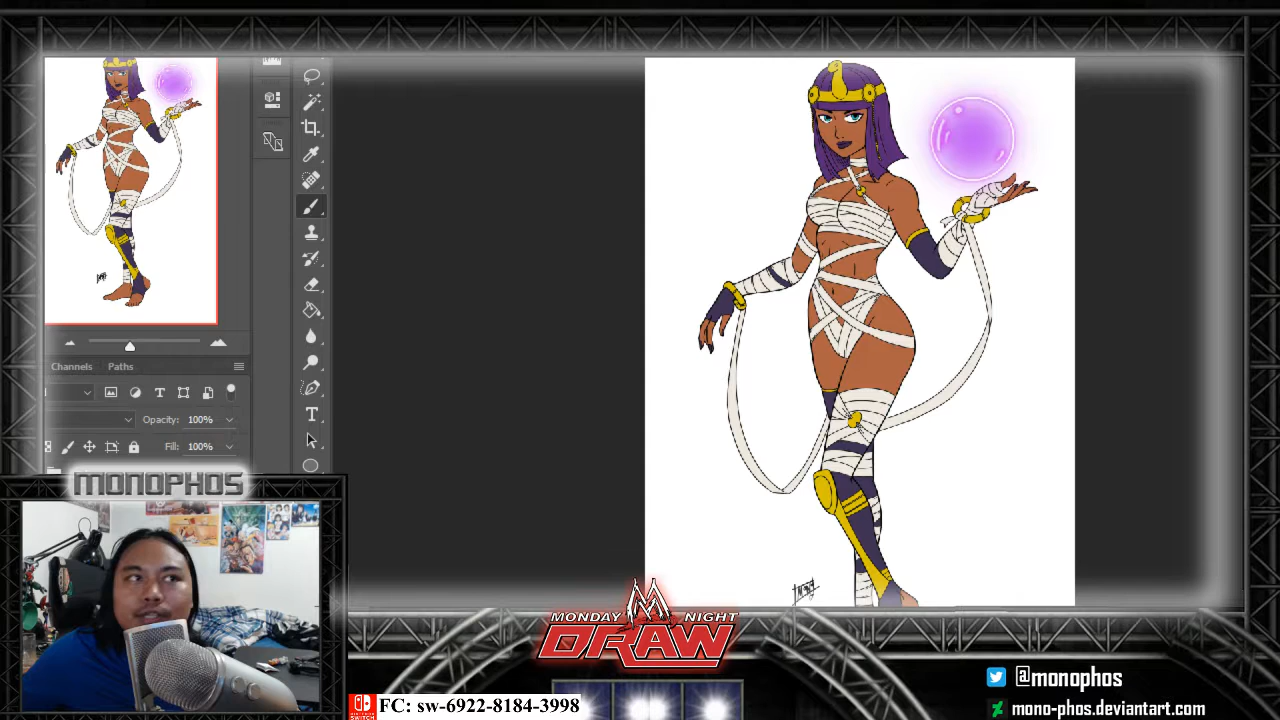 Channels Paths
Opacity: 100%
Fill: 100%
MONOPHOS
MONDAY NIGHT
DRAW
FC: sw-6922-8184-3998
@monophos
mono-phos.deviantart.com